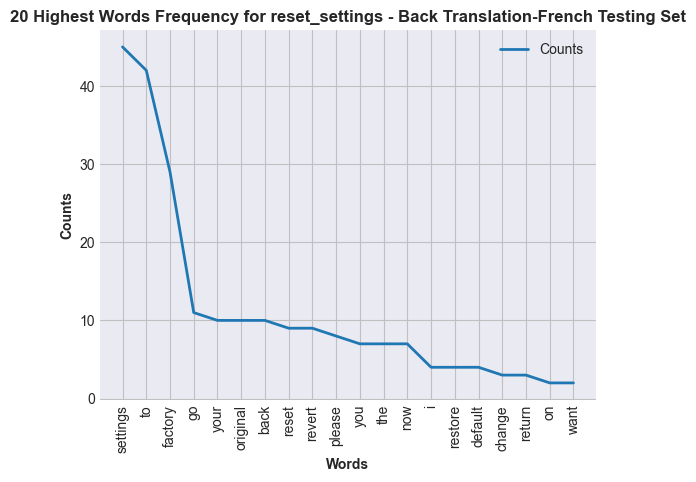 20 Highest Words Frequency for reset_settings - Back Translation-French Testing Set
Counts
Counts
40
30
20
10
0
settings
to
factory
go
your
original
back
reset
revert
please
you
the
now
i
restore
default
change
return
on
want
Words